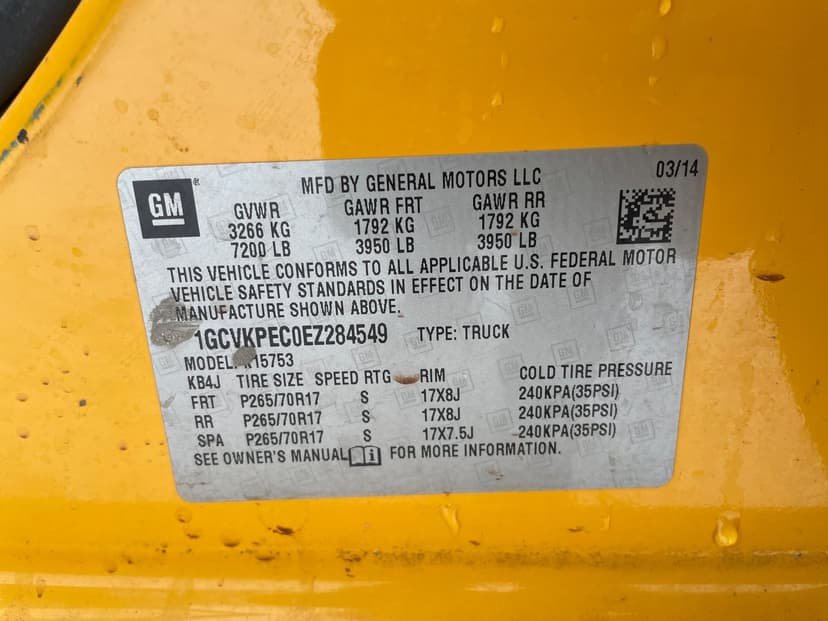 GM
®
MFD BY GENERAL MOTORS LLC
03/14
GVWR GAWR FRT GAWR RR
3266 KG 1792 KG 1792 KG
7200 LB 3950 LB 3950 LB
THIS VEHICLE CONFORMS TO ALL APPLICABLE U.S. FEDERAL MOTOR
VEHICLE SAFETY STANDARDS IN EFFECT ON THE DATE OF
MANUFACTURE SHOWN ABOVE.
1GCVKPEC0EZ284549 TYPE: TRUCK
MODEL: K15753
KB4J TIRE SIZE SPEED RTG RIM COLD TIRE PRESSURE
FRT P265/70R17 S 17X8J 240KPA(35PSI)
RR P265/70R17 S 17X8J 240KPA(35PSI)
SPA P265/70R17 S 17X7.5J 240KPA(35PSI)
SEE OWNER'S MANUAL i FOR MORE INFORMATION.